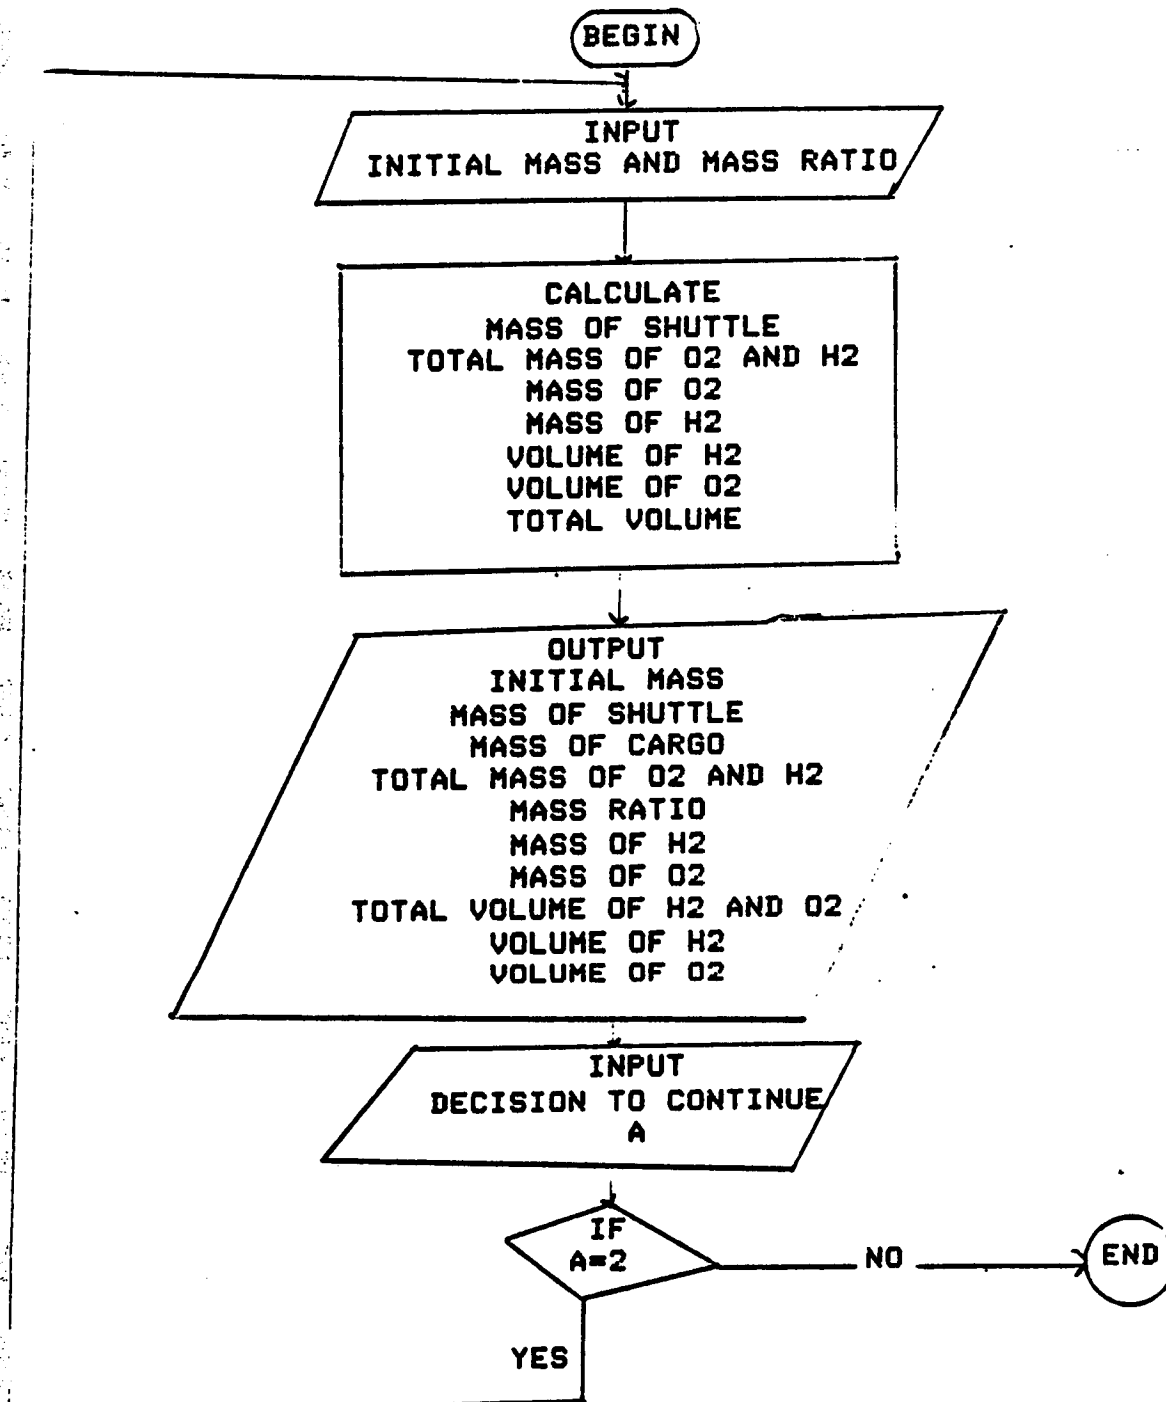 BEGIN
INPUT
INITIAL MASS AND MASS RATIO
CALCULATE
MASS OF SHUTTLE
TOTAL MASS OF O2 AND H2
MASS OF O2
MASS OF H2
VOLUME OF H2
VOLUME OF O2
TOTAL VOLUME
OUTPUT
INITIAL MASS
MASS OF SHUTTLE
MASS OF CARGO
TOTAL MASS OF O2 AND H2
MASS RATIO
MASS OF H2
MASS OF O2
TOTAL VOLUME OF H2 AND O2
VOLUME OF H2
VOLUME OF O2
INPUT
DECISION TO CONTINUE
A
IF
A=2
NO
END
YES